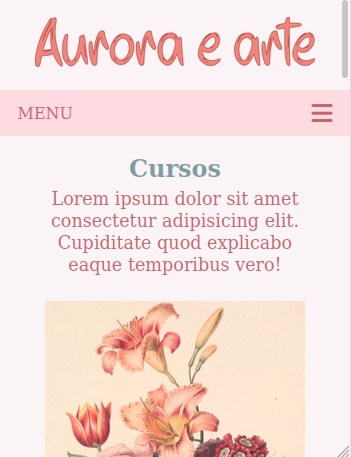 Aurora e arte
MENU
Cursos
Lorem ipsum dolor sit amet
consectetur adipisicing elit.
Cupiditate quod explicabo
eaque temporibus vero!